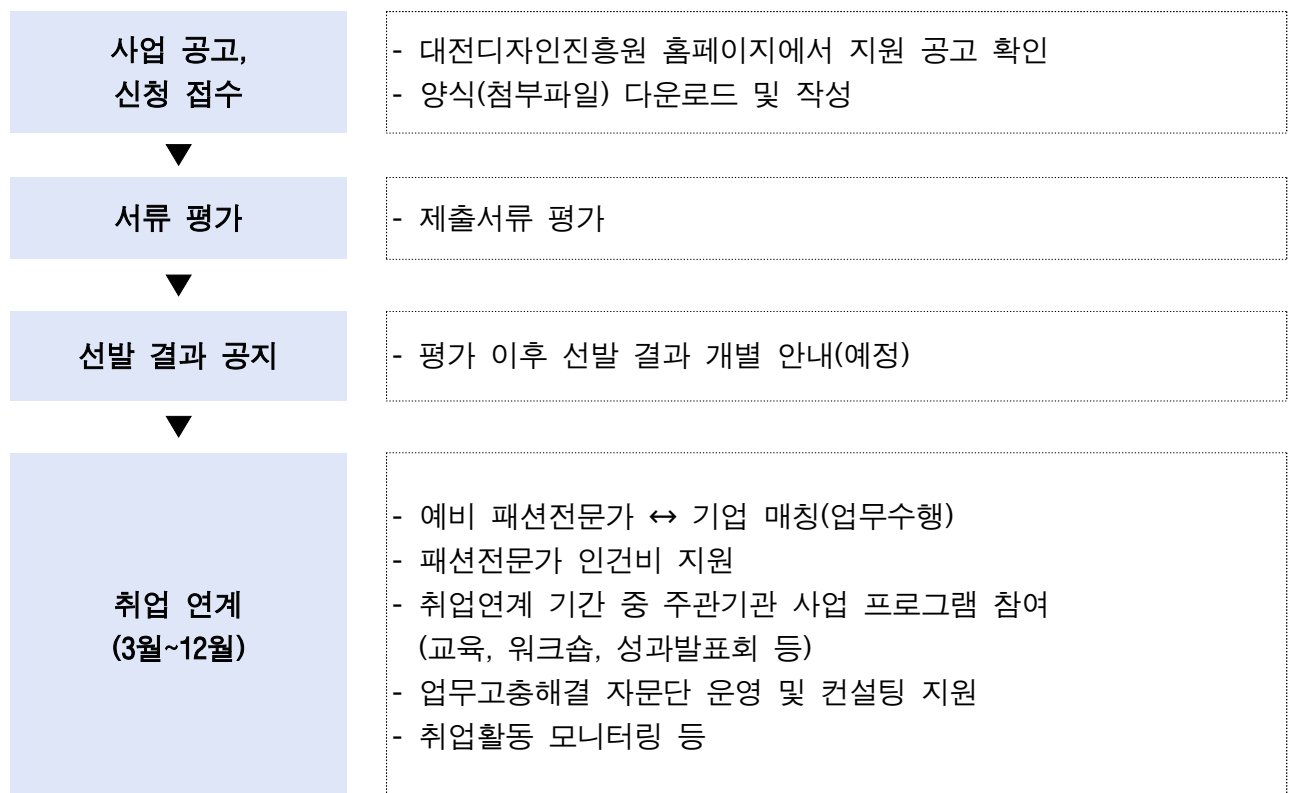 사업 공고,
신청 접수
- 대전디자인진흥원 홈페이지에서 지원 공고 확인
- 양식(첨부파일) 다운로드 및 작성
▼
서류 평가
- 제출서류 평가
▼
선발 결과 공지
- 평가 이후 선발 결과 개별 안내(예정)
▼
취업 연계
(3월~12월)
- 예비 패션전문가 ↔ 기업 매칭(업무수행)
- 패션전문가 인건비 지원
- 취업연계 기간 중 주관기관 사업 프로그램 참여
(교육, 워크숍, 성과발표회 등)
- 업무고충해결 자문단 운영 및 컨설팅 지원
- 취업활동 모니터링 등